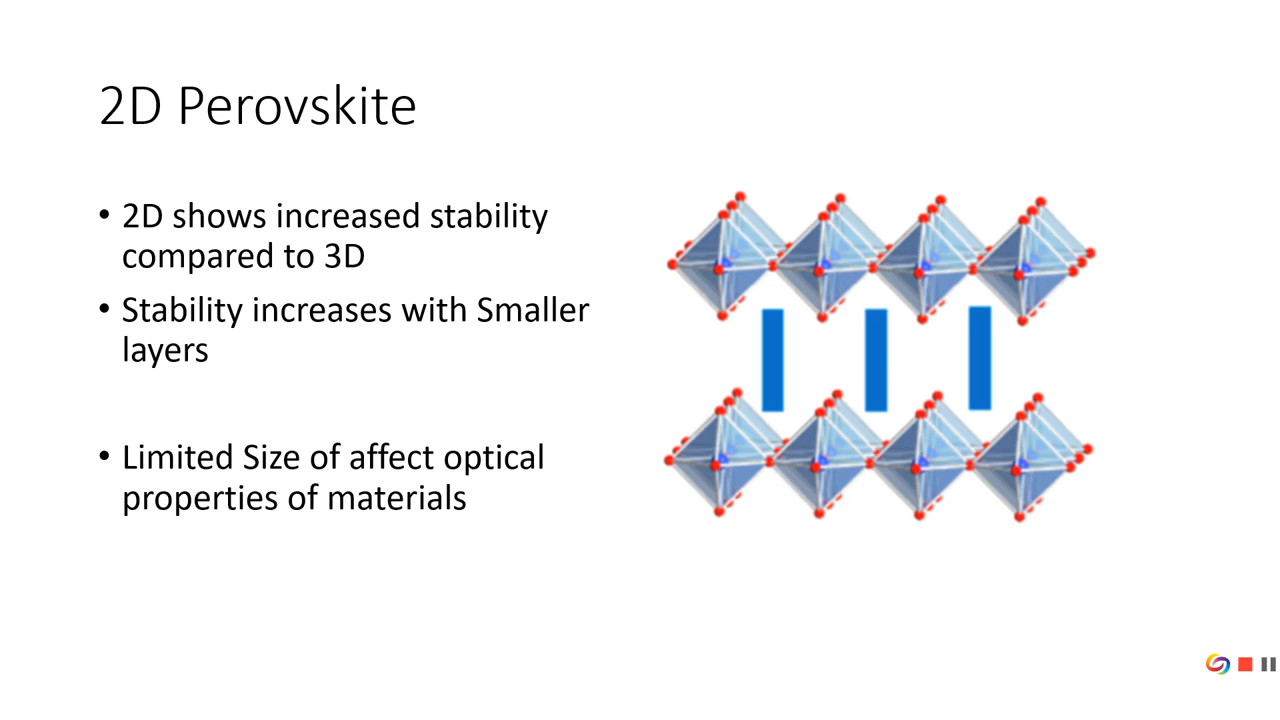 2D Perovskite
• 2D shows increased stability
compared to 3D
• Stability increases with Smaller
layers
• Limited Size of affect optical
properties of materials